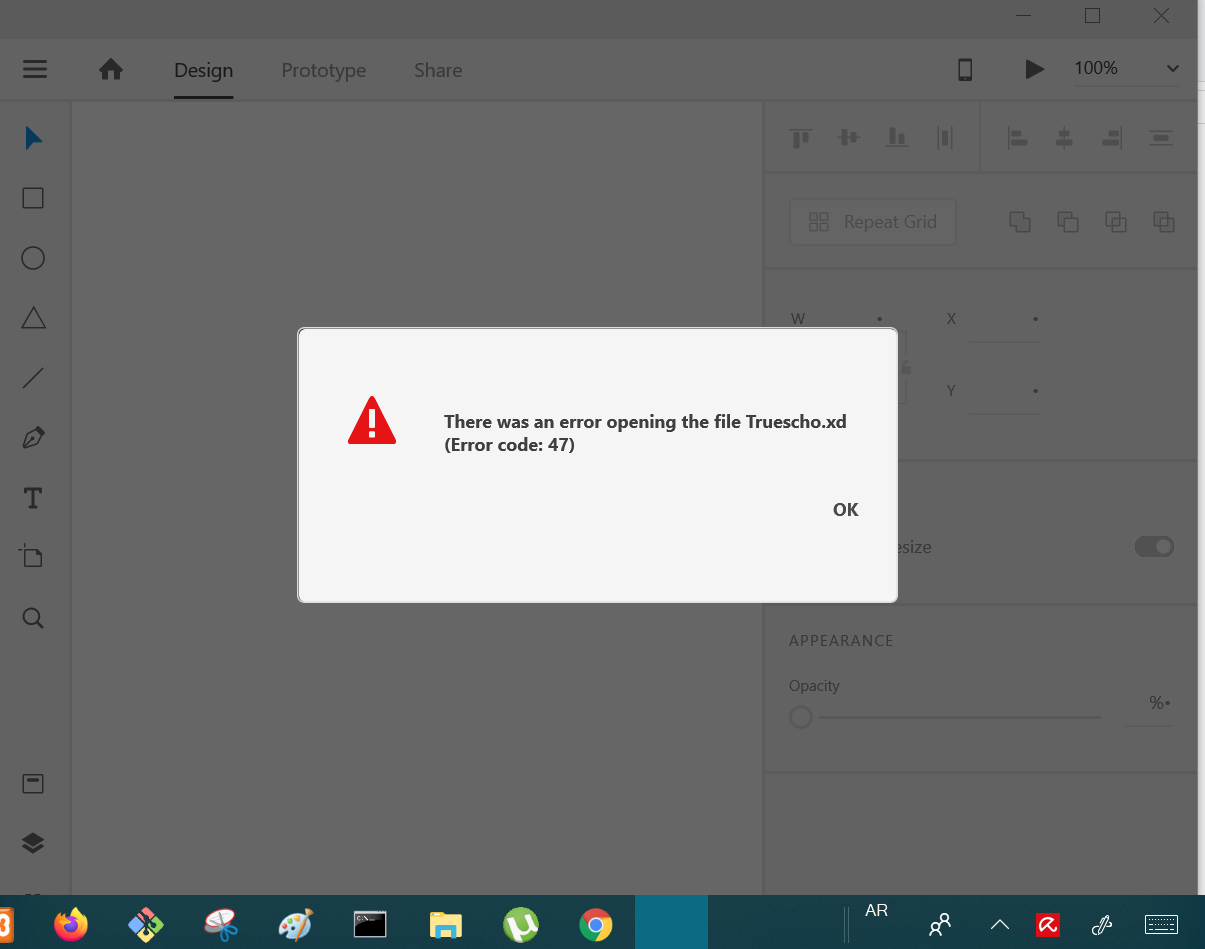 Design
Prototype
Share
100%
Repeat Grid
W
X
Y
There was an error opening the file Truescho.xd
(Error code: 47)
OK
esize
APPEARANCE
Opacity
%
AR